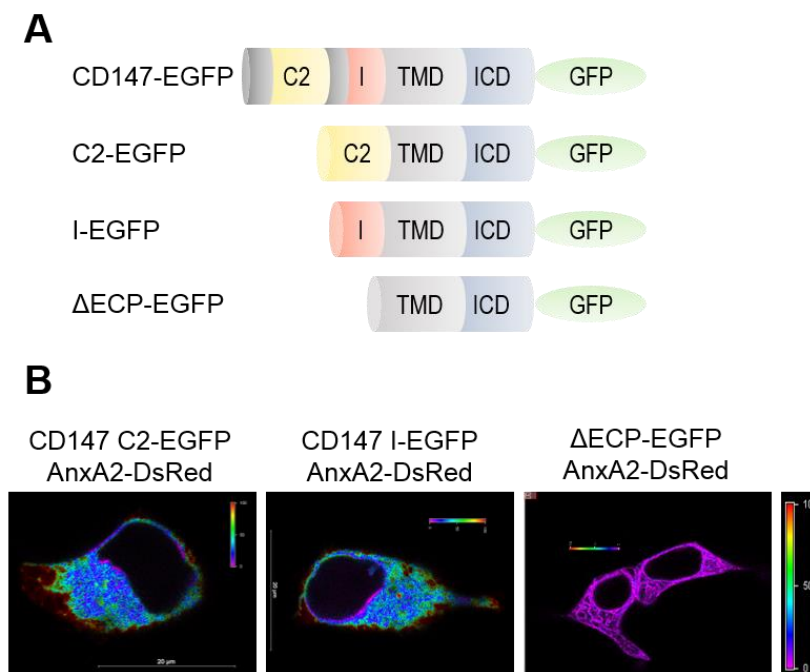 A
CD147-EGFP C2 I TMD ICD GFP
C2-EGFP C2 TMD ICD GFP
I-EGFP I TMD ICD GFP
ΔECP-EGFP TMD ICD GFP
B
CD147 C2-EGFP CD147 I-EGFP ΔECP-EGFP
AnxA2-DsRed AnxA2-DsRed AnxA2-DsRed
50
20 µm